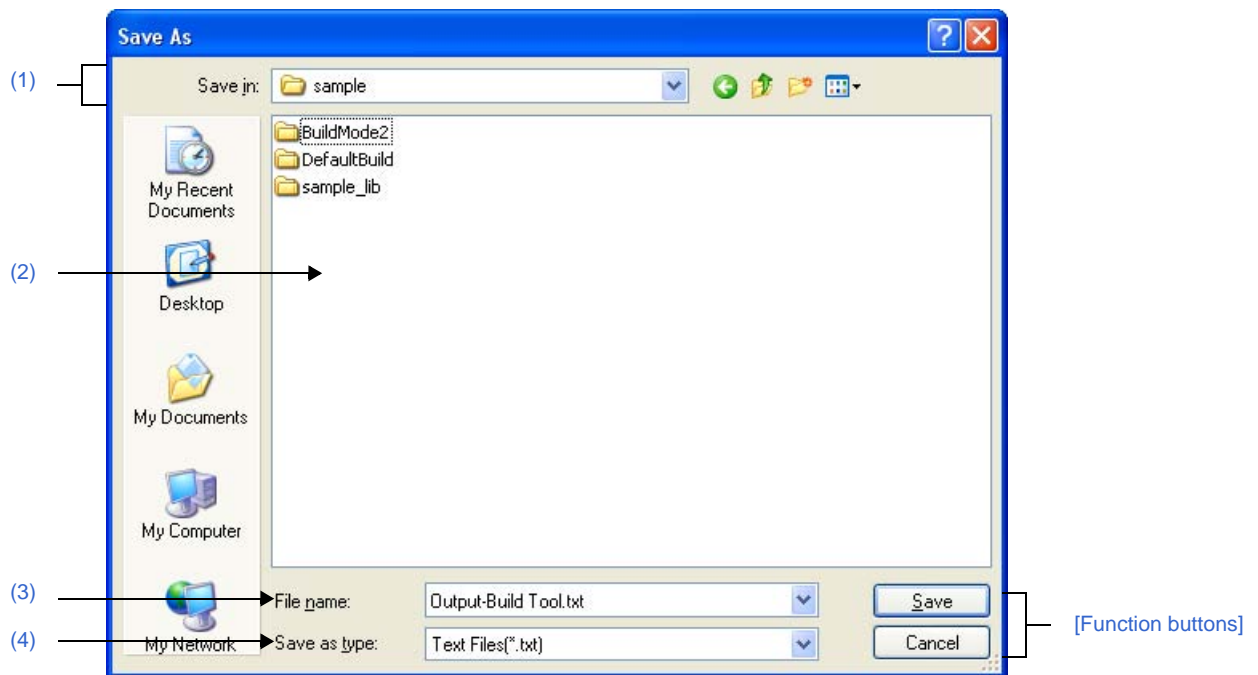 Save As
(1)
Save in:
sample
BuildMode2
DefaultBuild
sample_lib
My Recent
Documents
(2)
Desktop
My Documents
My Computer
(3)
File name:
Output-Build Tool.txt
Save
[Function buttons]
(4)
My Network
Save as type:
Text Files(*.txt)
Cancel